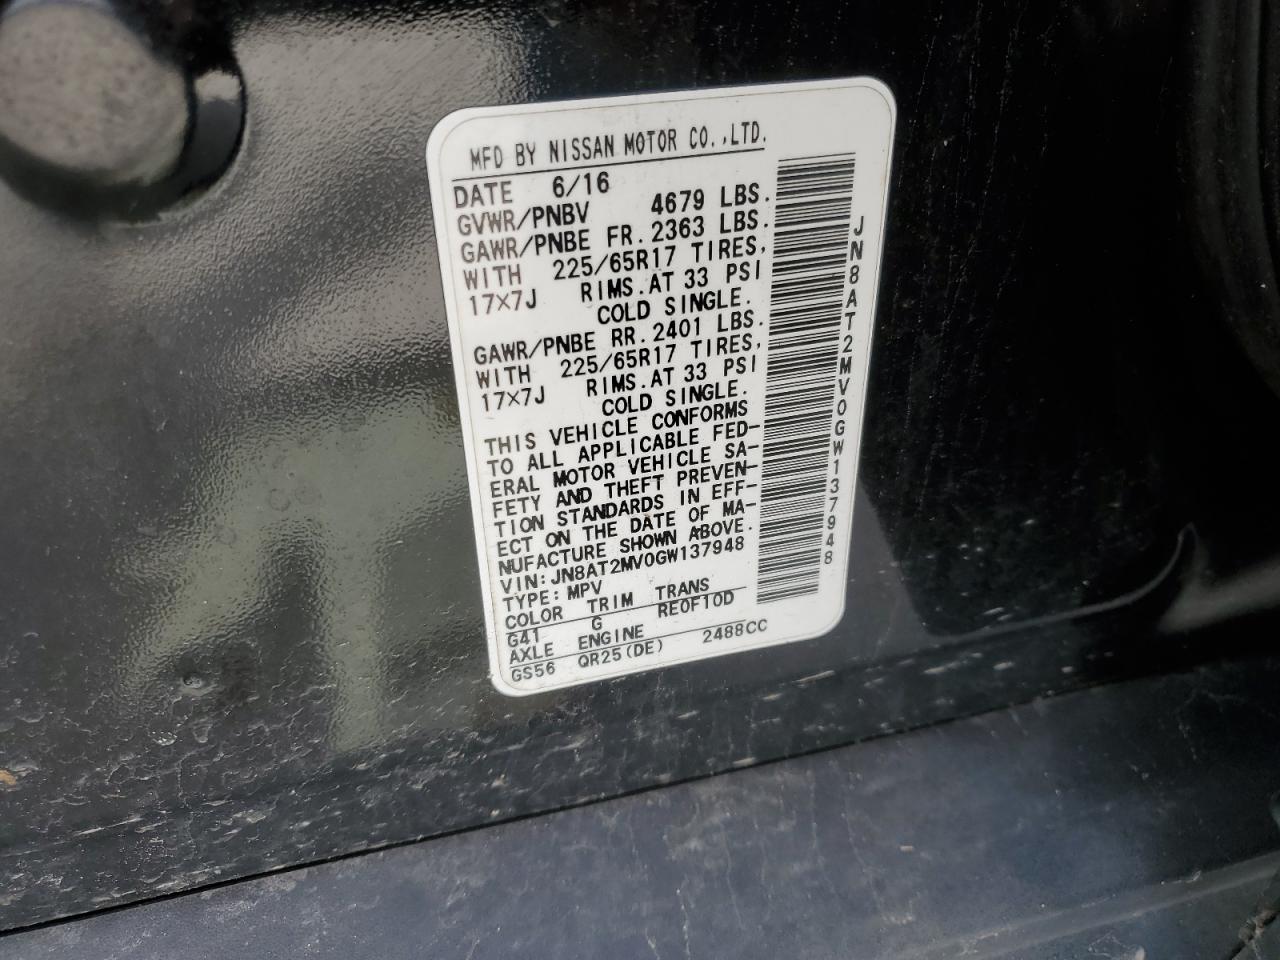 MFD BY NISSAN MOTOR CO.,LTD.
DATE 6/16
GVWR/PNBV 4679 LBS.
GAWR/PNBE FR. 2363 LBS.
WITH 225/65R17 TIRES,
17×7J RIMS. AT 33 PSI
COLD SINGLE.
GAWR/PNBE RR. 2401 LBS.
WITH 225/65R17 TIRES,
17×7J RIMS. AT 33 PSI
COLD SINGLE.
THIS VEHICLE CONFORMS
TO ALL APPLICABLE FED-
ERAL MOTOR VEHICLE SA-
FETY AND THEFT PREVEN-
TION STANDARDS IN EFF-
ECT ON THE DATE OF MA-
NUFACTURE SHOWN ABOVE.
VIN: JN8AT2MV0GW137948
TYPE: MPV
COLOR TRIM TRANS
G41 G RE0F10D
AXLE ENGINE
GS56 QR25(DE) 2488CC
JN8AT2MV0GW137948